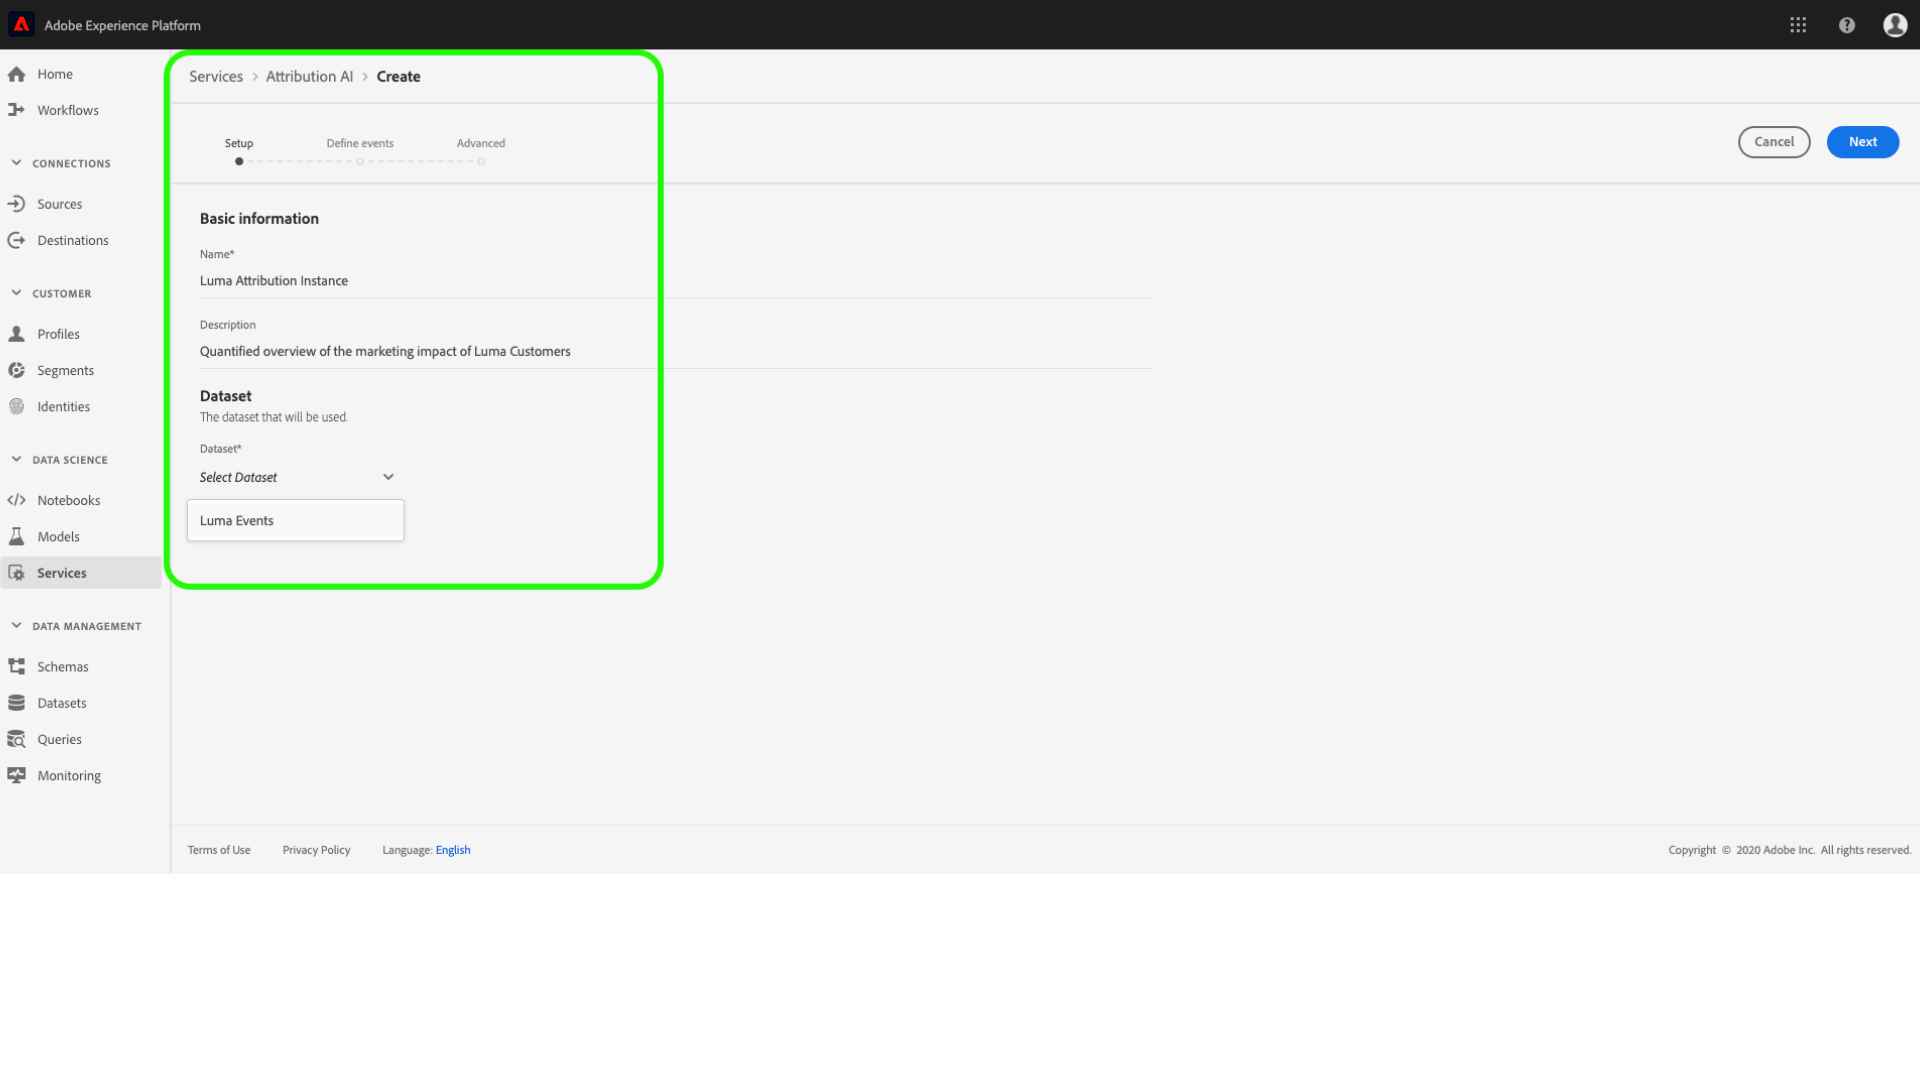 Adobe Experience Platform
Home
Workflows
CONNECTIONS
Sources
Destinations
CUSTOMER
Profiles
Segments
Identities
DATA SCIENCE
Notebooks
Models
Services
DATA MANAGEMENT
Schemas
Datasets
Queries
Monitoring
Services > Attribution AI > Create
Setup Define events Advanced
Cancel Next
Basic information
Name*
Luma Attribution Instance
Description
Quantified overview of the marketing impact of Luma Customers
Dataset
The dataset that will be used.
Dataset*
Select Dataset
Luma Events
Terms of Use Privacy Policy Language: English
Copyright © 2020 Adobe Inc. All rights reserved.